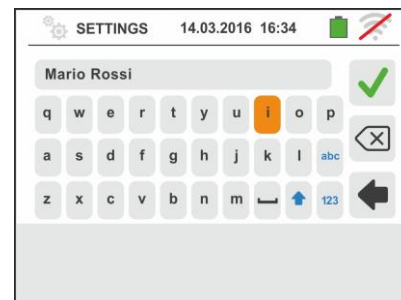 SETTINGS 14.03.2016 16:34
Mario Rossi
q w e r t y u i o p
a s d f g h j k l abc
z x c v b n m 123